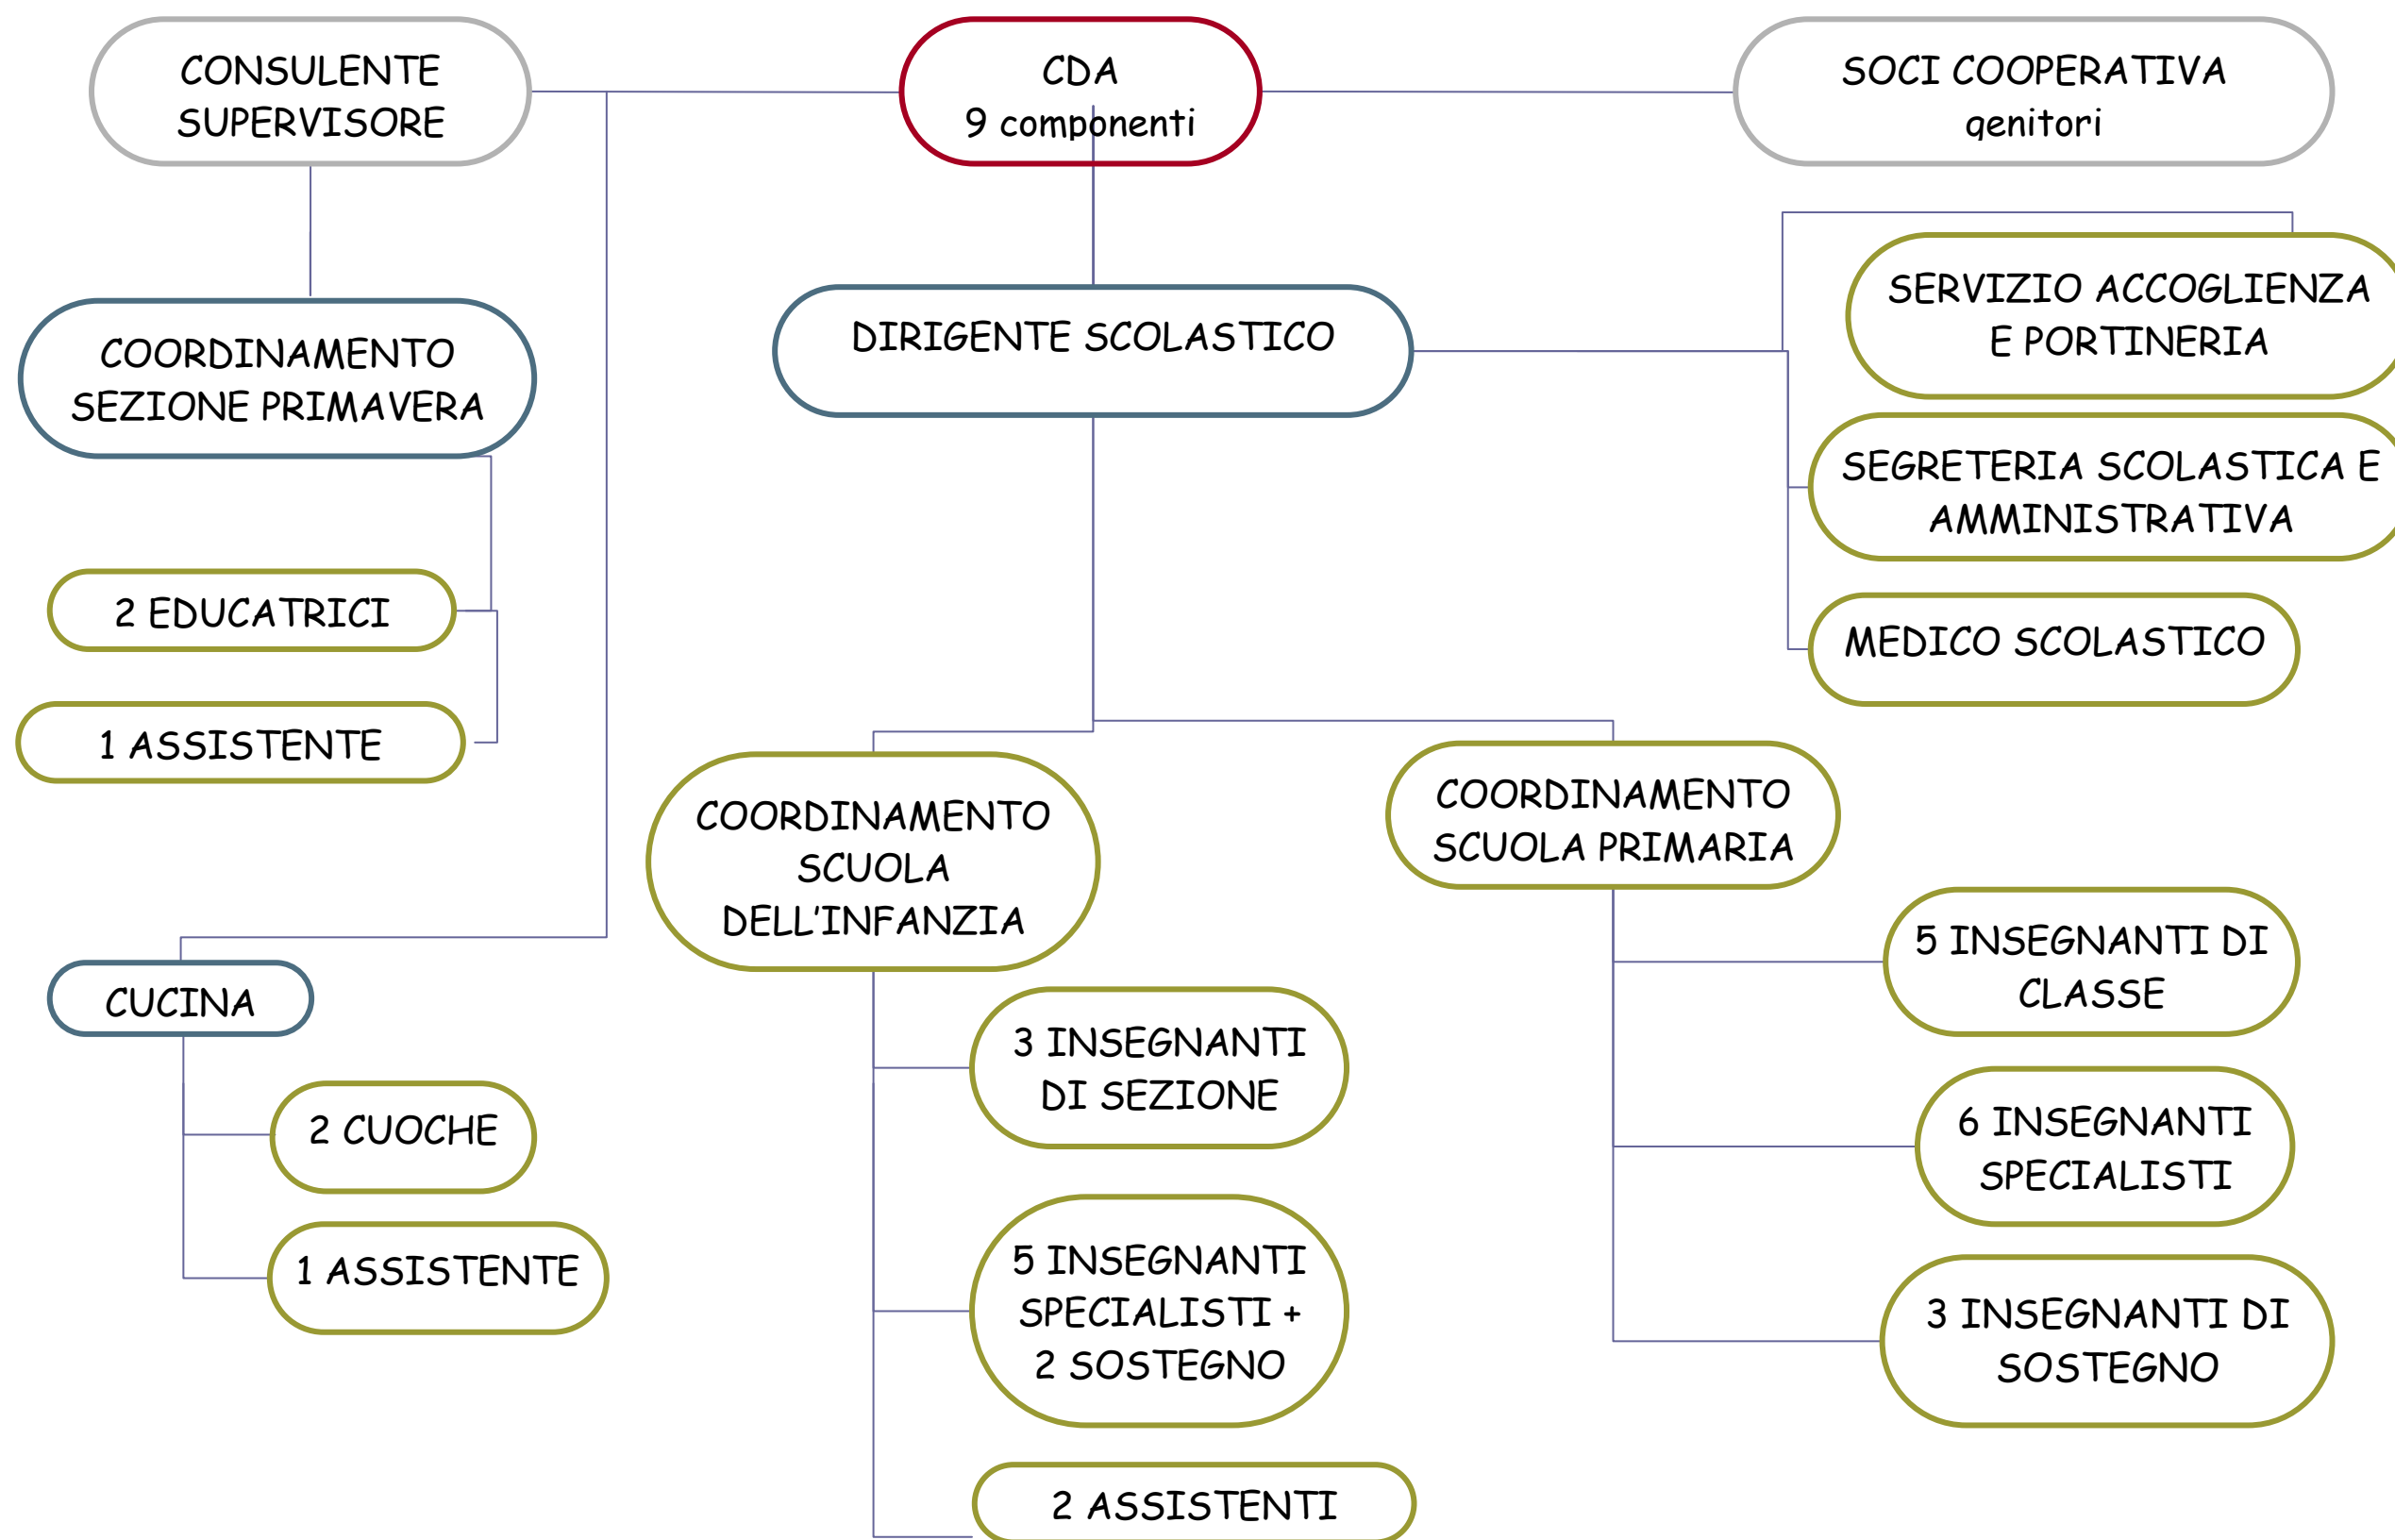 CONSULENTE
SUPERVISORE
CDA
9 componenti
SOCI COOPERATIVA
genitori
SERVIZIO ACCOGLIENZA
E PORTINERIA
COORDINAMENTO
SEZIONE PRIMAVERA
DIRIGENTE SCOLASTICO
SEGRETERIA SCOLASTICA E
AMMINISTRATIVA
2 EDUCATRICI
MEDICO SCOLASTICO
1 ASSISTENTE
COORDINAMENTO
SCUOLA
DELL'INFANZIA
COORDINAMENTO
SCUOLA PRIMARIA
5 INSEGNANTI DI
CLASSE
CUCINA
3 INSEGNANTI
DI SEZIONE
2 CUOCHE
6 INSEGNANTI
SPECIALISTI
1 ASSISTENTE
5 INSEGNANTI
SPECIALISTI +
2 SOSTEGNO
3 INSEGNANTI DI
SOSTEGNO
2 ASSISTENTI